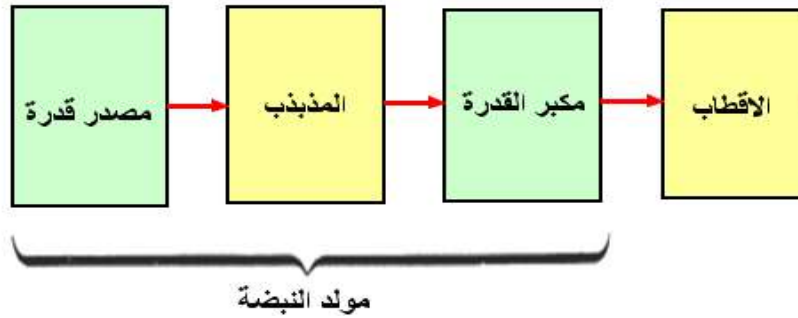 مصدر قدرة
المذبذب
مكبر القدرة
الاقطاب
مولد النبضة